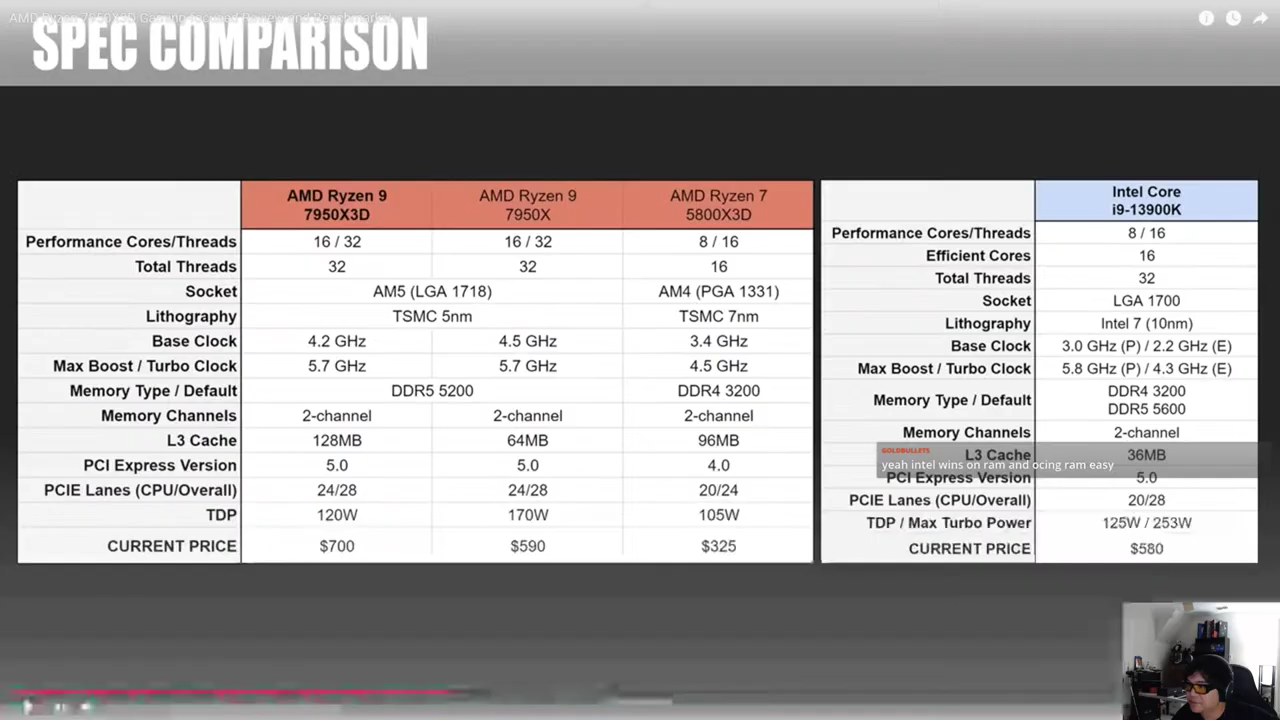 AMD Ryzen 7950X3D
SPEC COMPARISON
AMD Ryzen 9 AMD Ryzen 9 AMD Ryzen 7
7950X3D 7950X 5800X3D
Performance Cores/Threads 16 / 32 16 / 32 8 / 16
Total Threads 32 32 16
Socket AM5 (LGA 1718) AM4 (PGA 1331)
Lithography TSMC 5nm TSMC 7nm
Base Clock 4.2 GHz 4.5 GHz 3.4 GHz
Max Boost / Turbo Clock 5.7 GHz 5.7 GHz 4.5 GHz
Memory Type / Default DDR5 5200 DDR4 3200
Memory Channels 2-channel 2-channel 2-channel
L3 Cache 128MB 64MB 96MB
PCI Express Version 5.0 5.0 4.0
PCIE Lanes (CPU/Overall) 24/28 24/28 20/24
TDP 120W 170W 105W
CURRENT PRICE $700 $590 $325
Intel Core
i9-13900K
Performance Cores/Threads 8 / 16
Efficient Cores 16
Total Threads 32
Socket LGA 1700
Lithography Intel 7 (10nm)
Base Clock 3.0 GHz (P) / 2.2 GHz (E)
Max Boost / Turbo Clock 5.8 GHz (P) / 4.3 GHz (E)
Memory Type / Default DDR4 3200
DDR5 5600
Memory Channels 2-channel
L3 Cache 36MB
PCI Express Version 5.0
PCIE Lanes (CPU/Overall) 20/28
TDP / Max Turbo Power 125W / 253W
CURRENT PRICE $580
GOLDBULLETS
yeah intel wins on ram and ocing ram easy